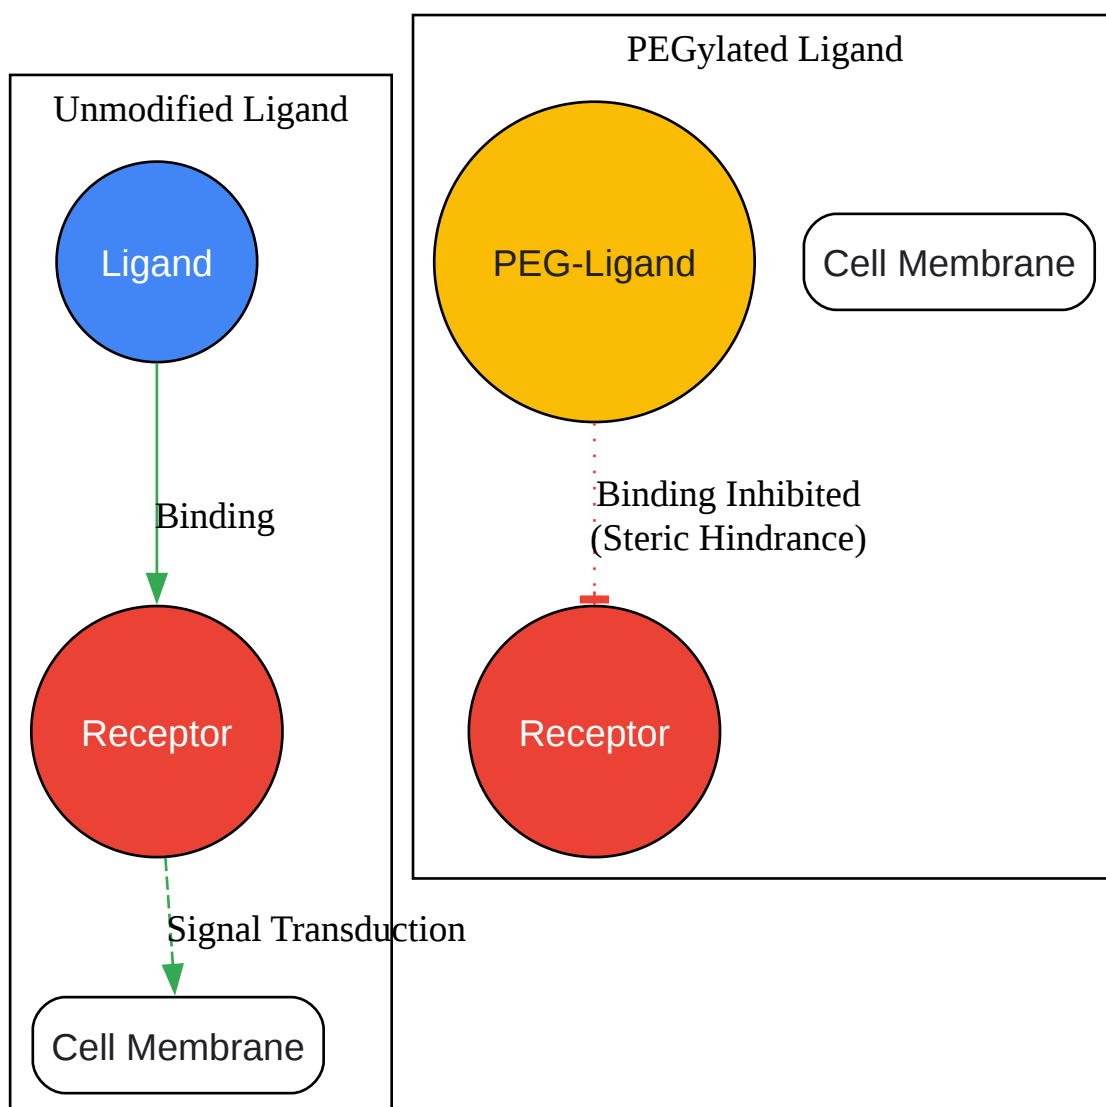 Unmodified Ligand
Ligand
Binding
Receptor
Signal Transduction
Cell Membrane
PEGylated Ligand
PEG-Ligand
Cell Membrane
Binding Inhibited
(Steric Hindrance)
Receptor